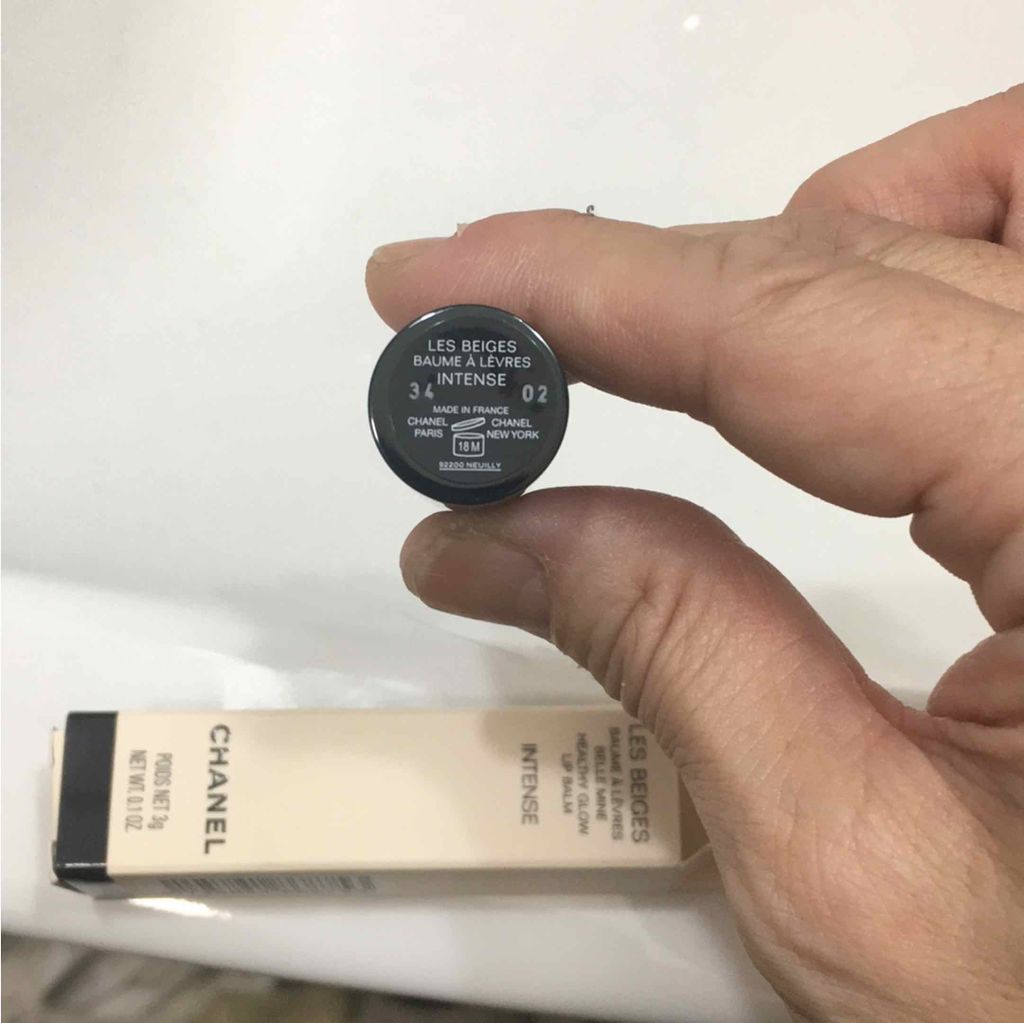 LES BEIGES
BAUME À LÈVRES
INTENSE
34 02
MADE IN FRANCE
CHANEL CHANEL
PARIS NEW YORK
18 M
92200 NEUILLY
LES BEIGES
BAUME À LÈVRES
BELLE MINE
HEALTHY GLOW
LIP BALM
INTENSE
CHANEL
POIDS NET 3g
NET WT. 0.1 OZ.